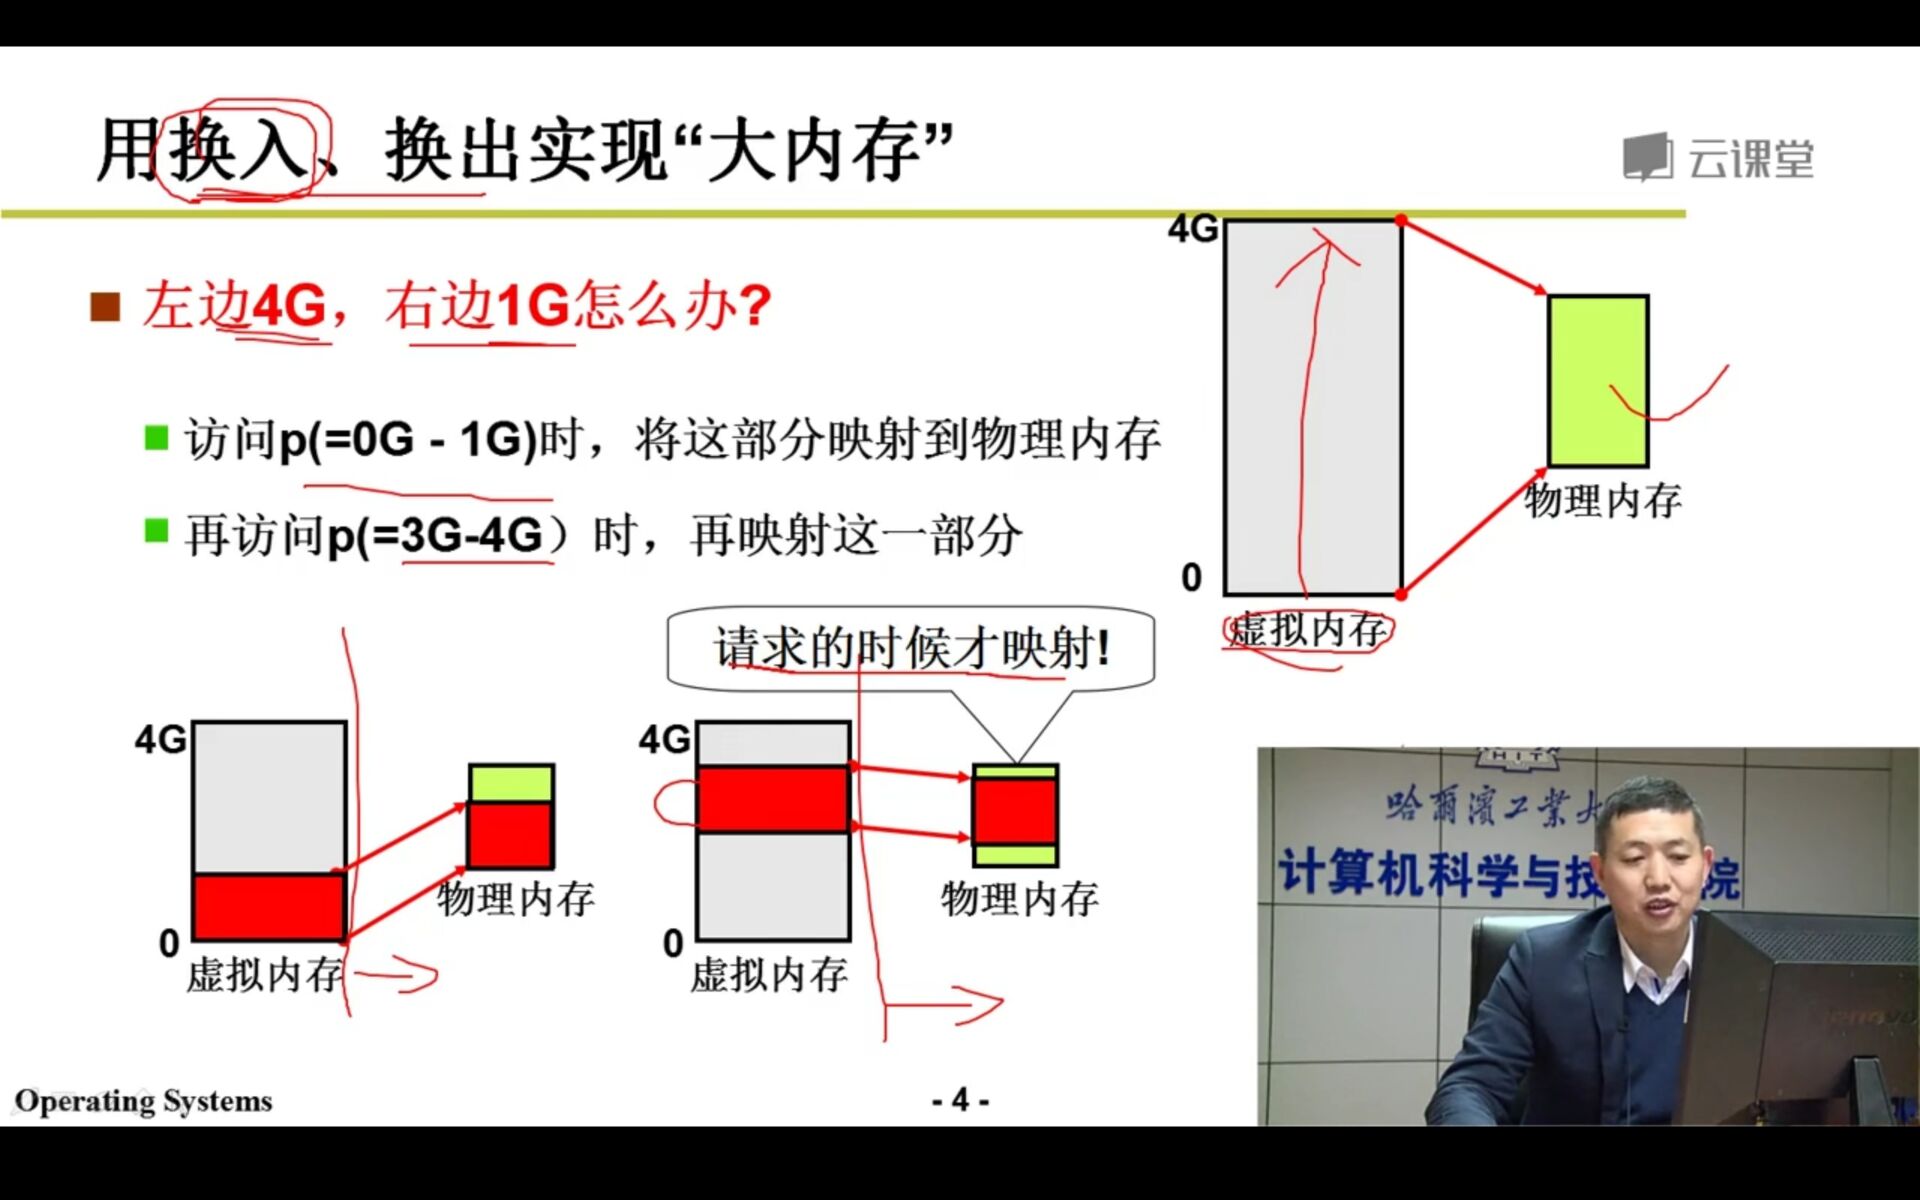 用换入、换出实现“大内存”
云课堂
左边4G，右边1G怎么办?
访问p(=0G - 1G)时，将这部分映射到物理内存
再访问p(=3G-4G）时，再映射这一部分
4G
0
虚拟内存
物理内存
请求的时候才映射!
4G
0
虚拟内存
物理内存
4G
0
虚拟内存
物理内存
HIT
哈爾濱工業大
计算机科学与技
院
lenovo
Operating Systems
- 4 -